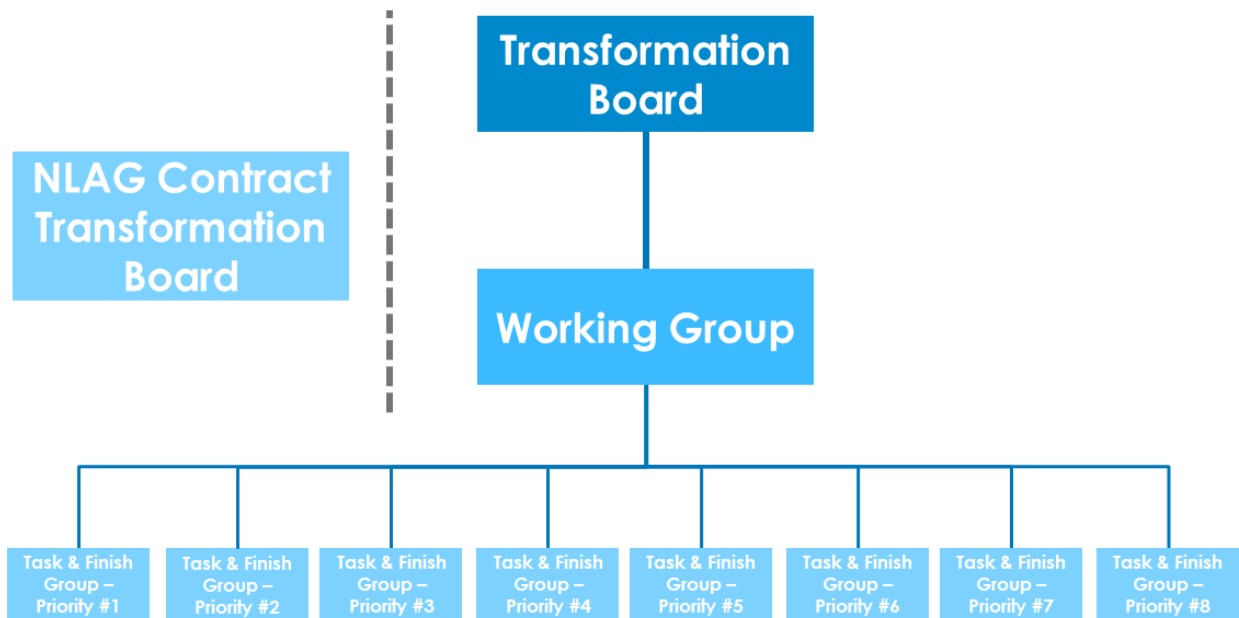 Transformation
Board
NLAG Contract
Transformation
Board
Working Group
Task & Finish
Group –
Priority #1
Task & Finish
Group –
Priority #2
Task & Finish
Group –
Priority #3
Task & Finish
Group –
Priority #4
Task & Finish
Group –
Priority #5
Task & Finish
Group –
Priority #6
Task & Finish
Group –
Priority #7
Task & Finish
Group –
Priority #8